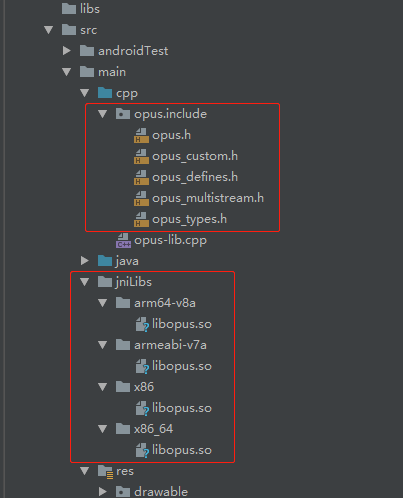 libs
src
androidTest
main
cpp
opus.include
opus.h
opus_custom.h
opus_defines.h
opus_multistream.h
opus_types.h
opus-lib.cpp
java
jniLibs
arm64-v8a
libopus.so
armeabi-v7a
libopus.so
x86
libopus.so
x86_64
libopus.so
res
drawable